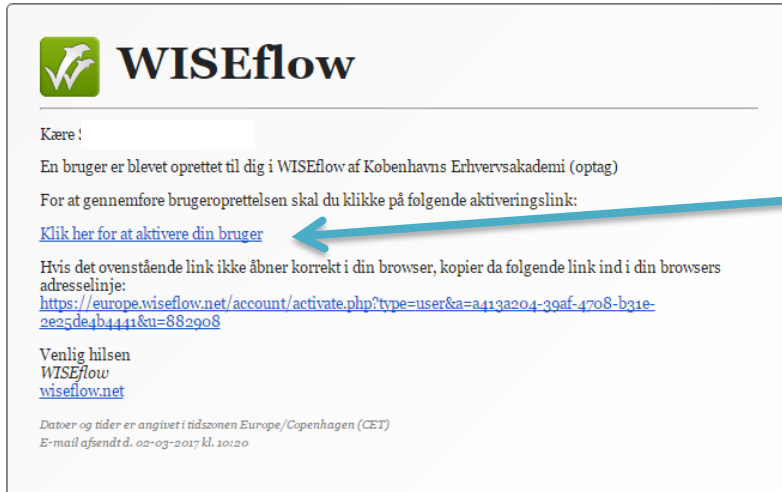 WISEflow
Kære S
En bruger er blevet oprettet til dig i WISEflow af Københavns Erhvervsakademi (optag)
For at gennemføre brugeroprettelsen skal du klikke på følgende aktiveringslink:
Klik her for at aktivere din bruger
Hvis det ovenstående link ikke åbner korrekt i din browser, kopier da følgende link ind i din browsers
adresselinje:
https://europe.wiseflow.net/account/activate.php?type=user&a=a413a204-39af-4708-b31e-
2e25de4b4441&u=882908
Venlig hilsen
WISEflow
wiseflow.net
Datoer og tider er angivet i tidszonen Europe/Copenhagen (CET)
E-mail afsendt d. 02-03-2017 kl. 10:20